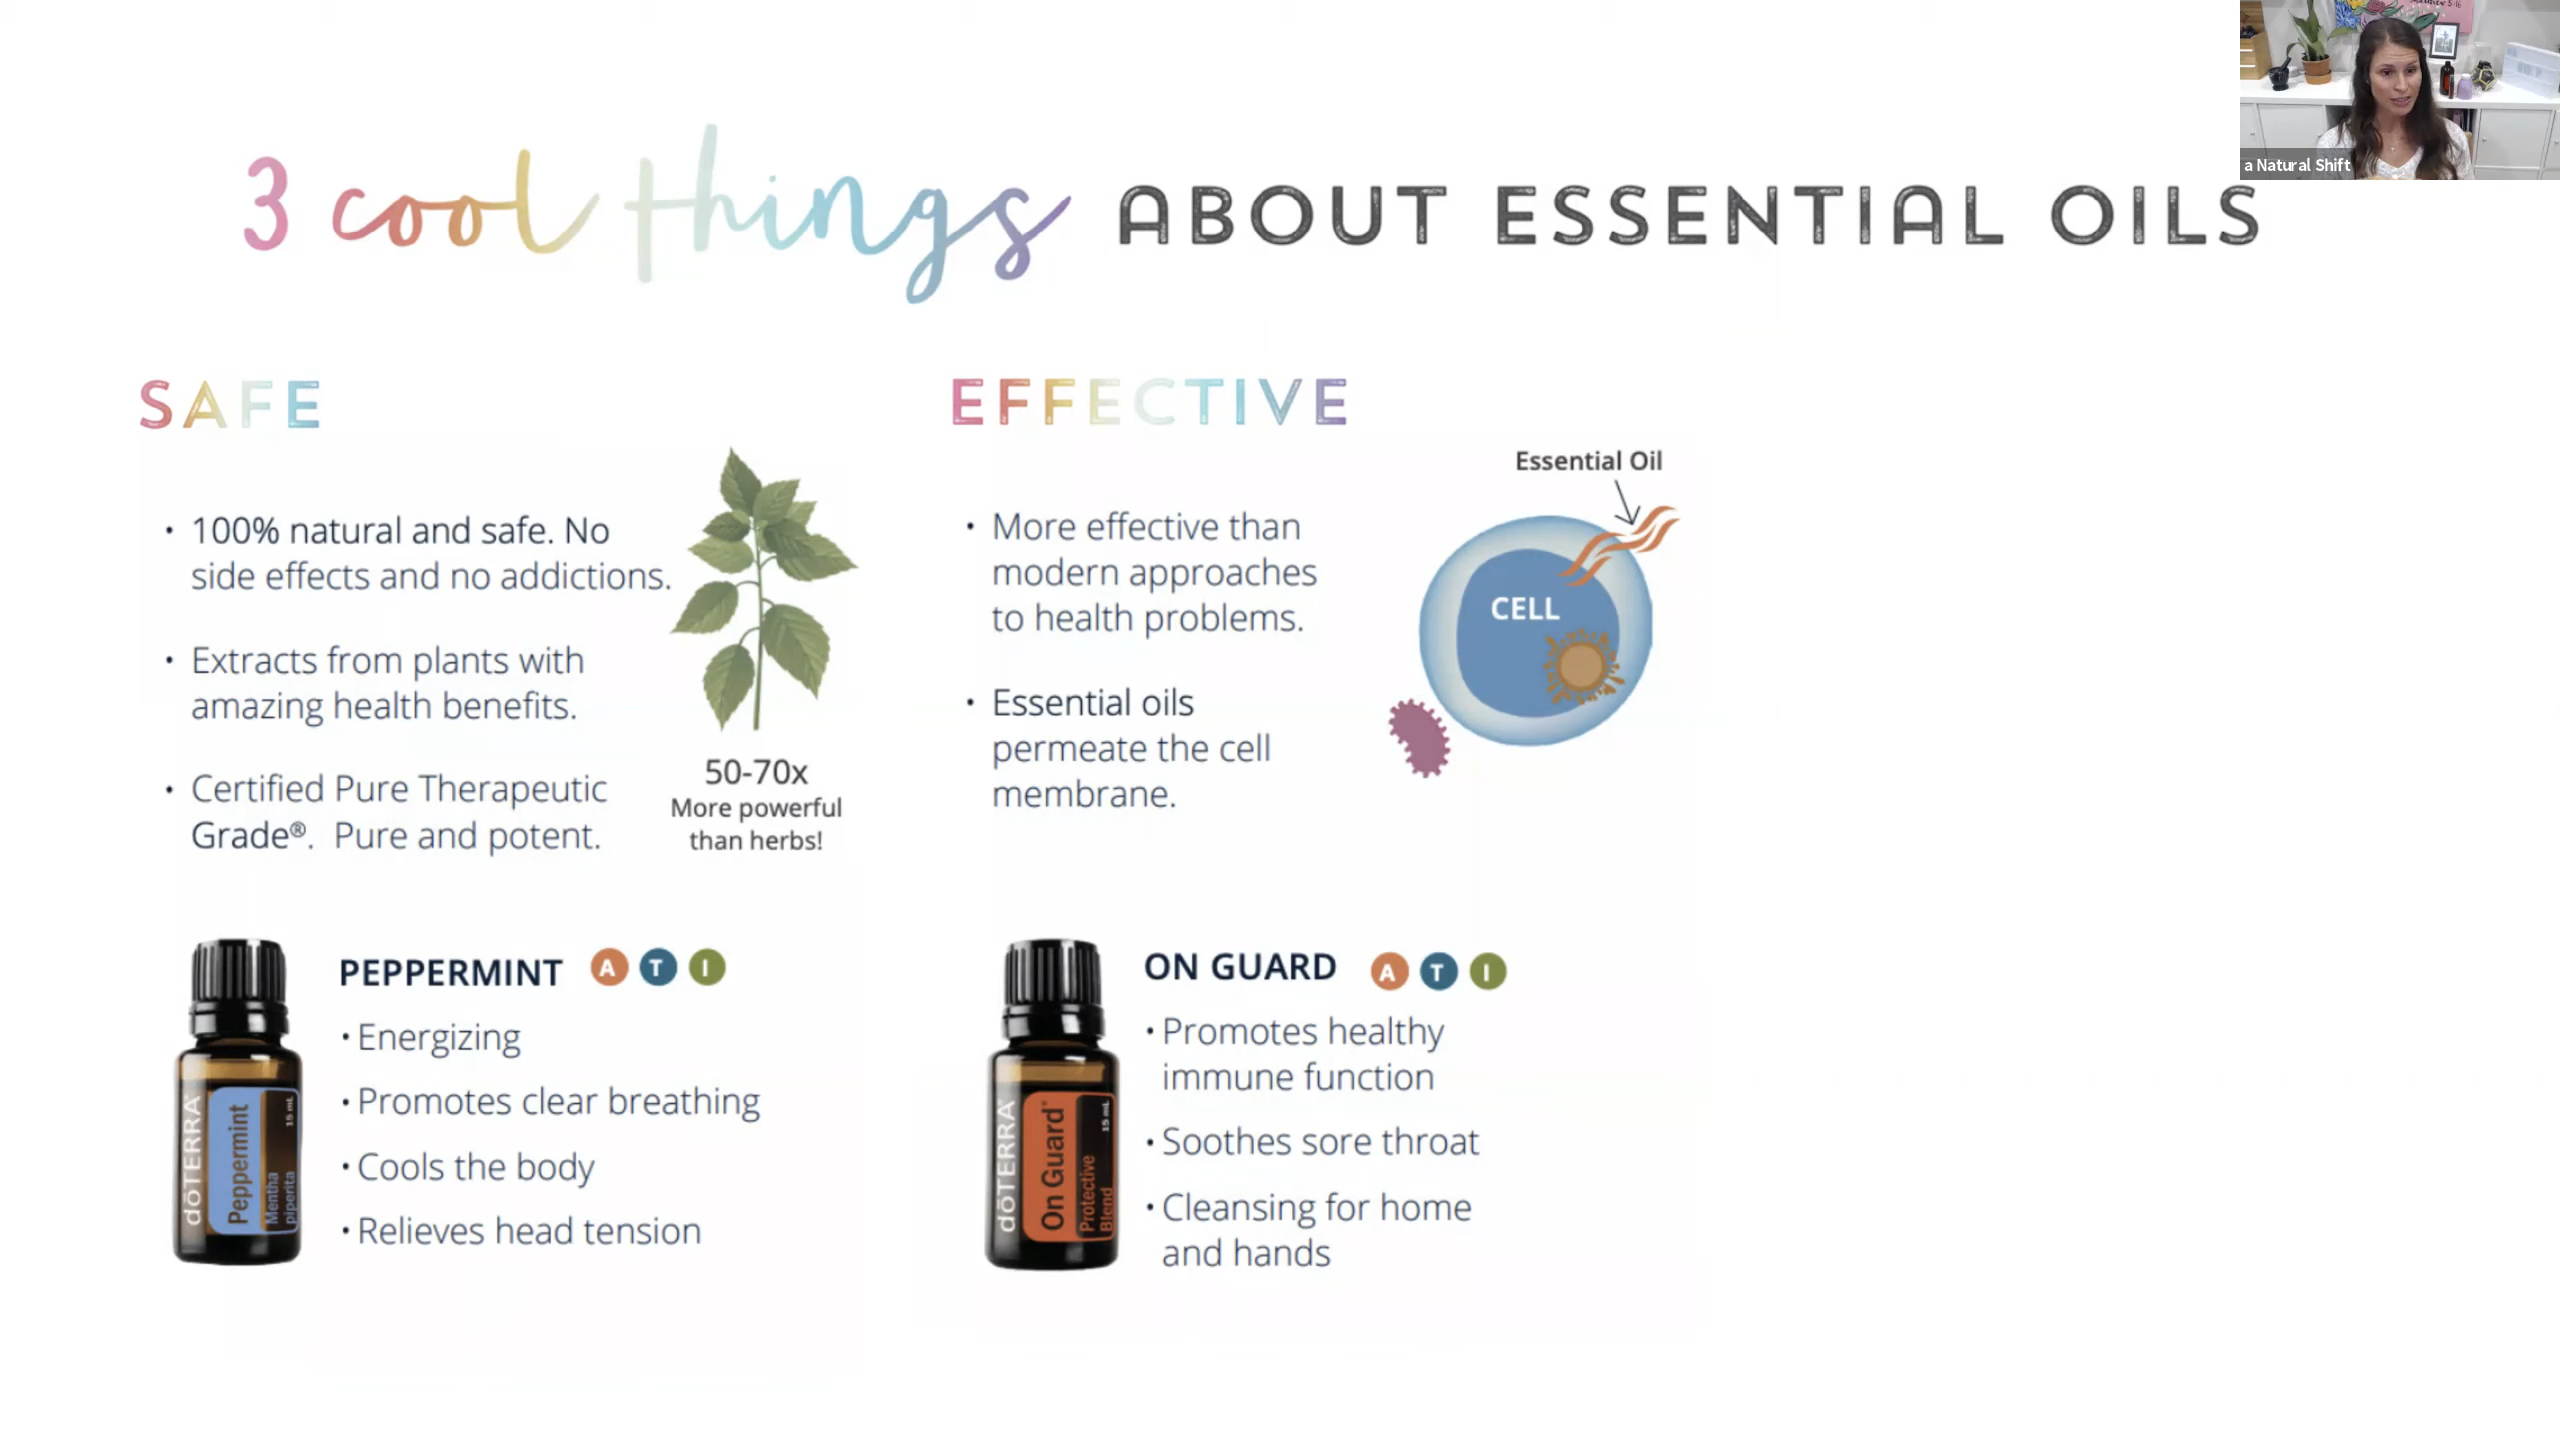 a Natural Shift
3 cool things ABOUT ESSENTIAL OILS
SAFE
• 100% natural and safe. No
side effects and no addictions.
• Extracts from plants with
amazing health benefits.
• Certified Pure Therapeutic
Grade®. Pure and potent.
50-70x
More powerful
than herbs!
PEPPERMINT A T I
• Energizing
• Promotes clear breathing
• Cools the body
• Relieves head tension
dōTERRA
Peppermint
Mentha
piperita
15 mL
EFFECTIVE
• More effective than
modern approaches
to health problems.
• Essential oils
permeate the cell
membrane.
Essential Oil
CELL
ON GUARD A T I
• Promotes healthy
immune function
• Soothes sore throat
• Cleansing for home
and hands
dōTERRA
On Guard®
Protective
Blend
15 mL